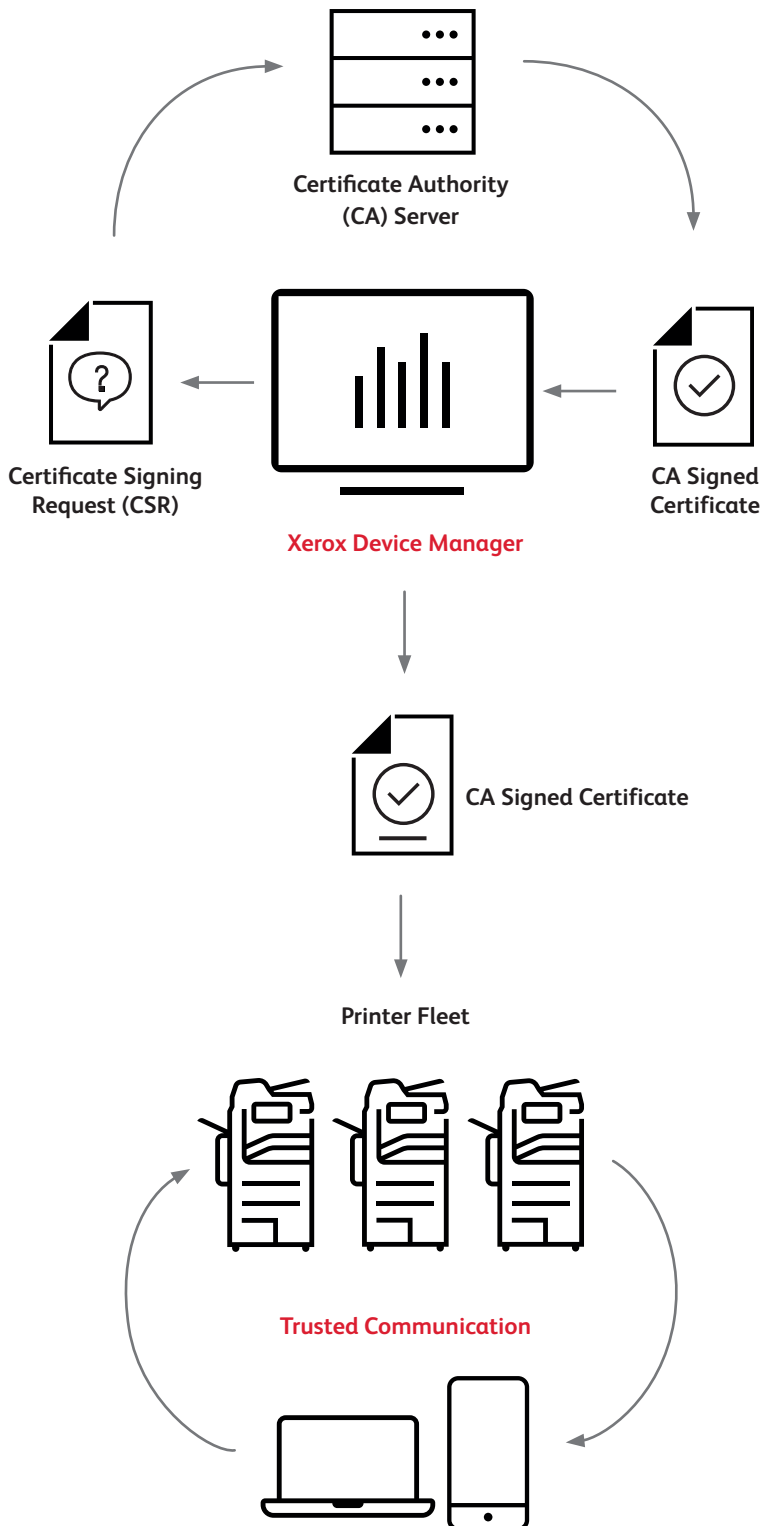 Certificate Authority
(CA) Server
?
Certificate Signing
Request (CSR)
CA Signed
Certificate
Xerox Device Manager
CA Signed Certificate
Printer Fleet
Trusted Communication